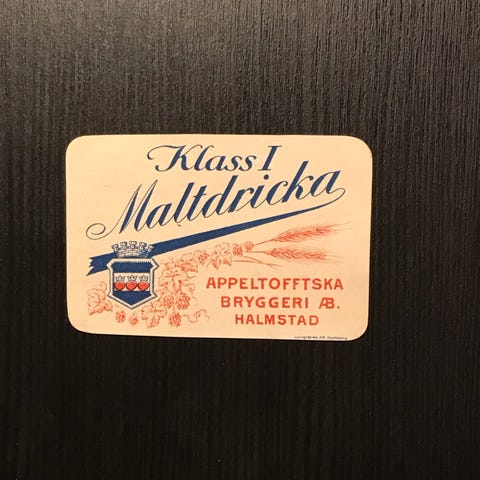 Klass I
Maltdricka
APPELTOFFTSKA
BRYGGERI AB.
HALMSTAD